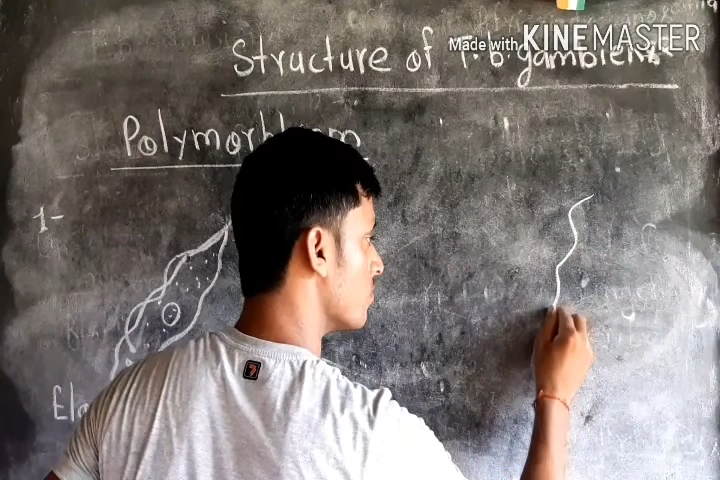 Made with KINEMASTER
Structure of T.b.gambiense
Polymorphism
1-